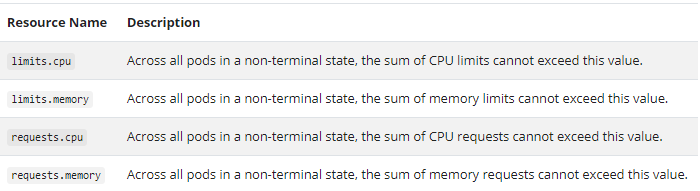 Resource Name Description
limits.cpu Across all pods in a non-terminal state, the sum of CPU limits cannot exceed this value.
limits.memory Across all pods in a non-terminal state, the sum of memory limits cannot exceed this value.
requests.cpu Across all pods in a non-terminal state, the sum of CPU requests cannot exceed this value.
requests.memory Across all pods in a non-terminal state, the sum of memory requests cannot exceed this value.